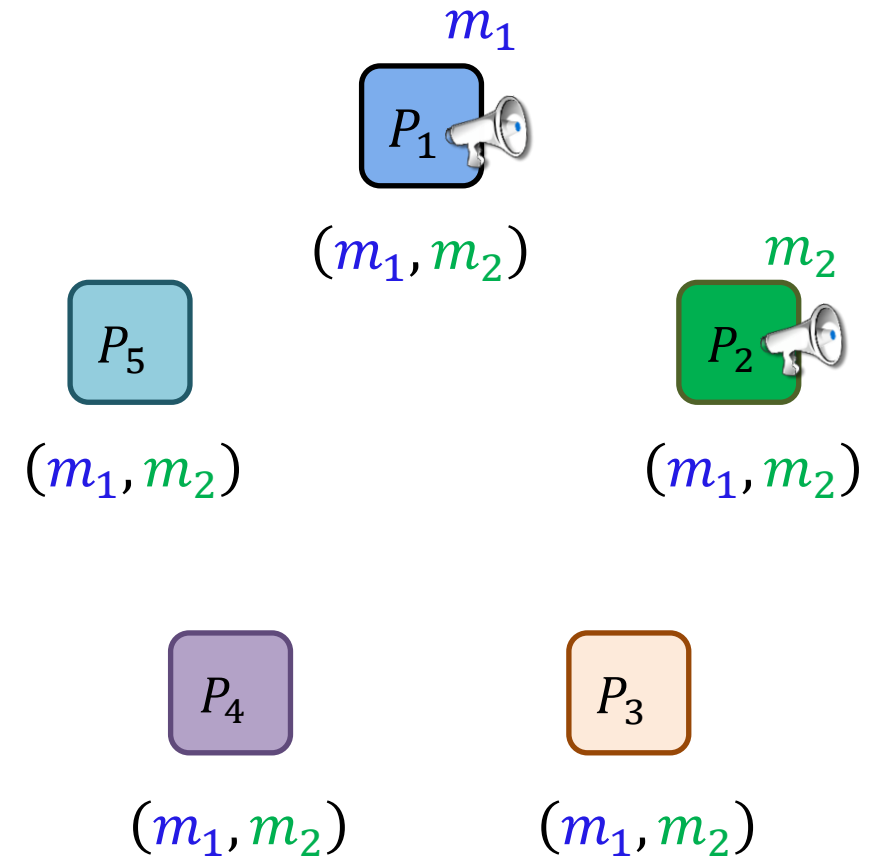 m₁
P₁
(m₁, m₂)
m₂
P₅
P₂
(m₁, m₂)
(m₁, m₂)
P₄
P₃
(m₁, m₂)
(m₁, m₂)